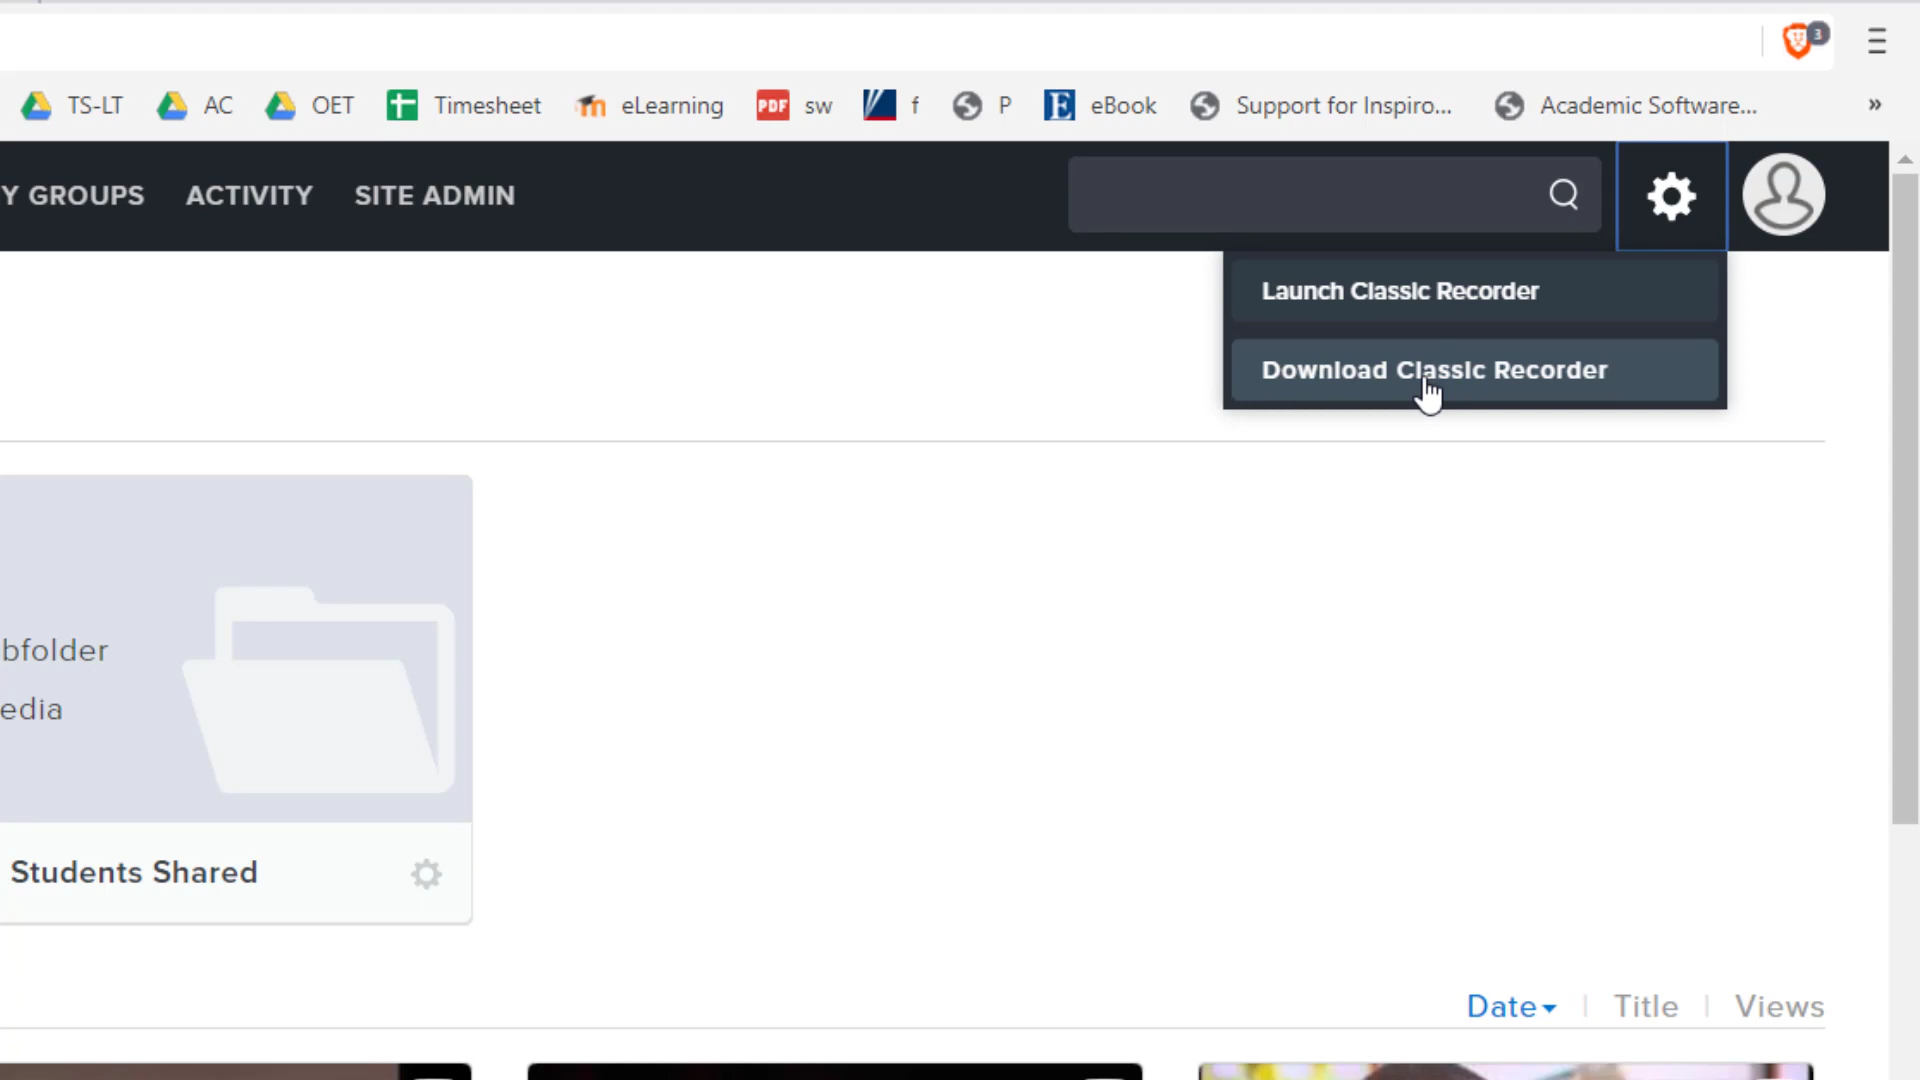 3
TS-LT AC OET Timesheet eLearning PDF sw f P E eBook Support for Inspiro... Academic Software... »
Y GROUPS ACTIVITY SITE ADMIN
Launch Classic Recorder
Download Classic Recorder
bfolder
edia
Students Shared
Date | Title | Views